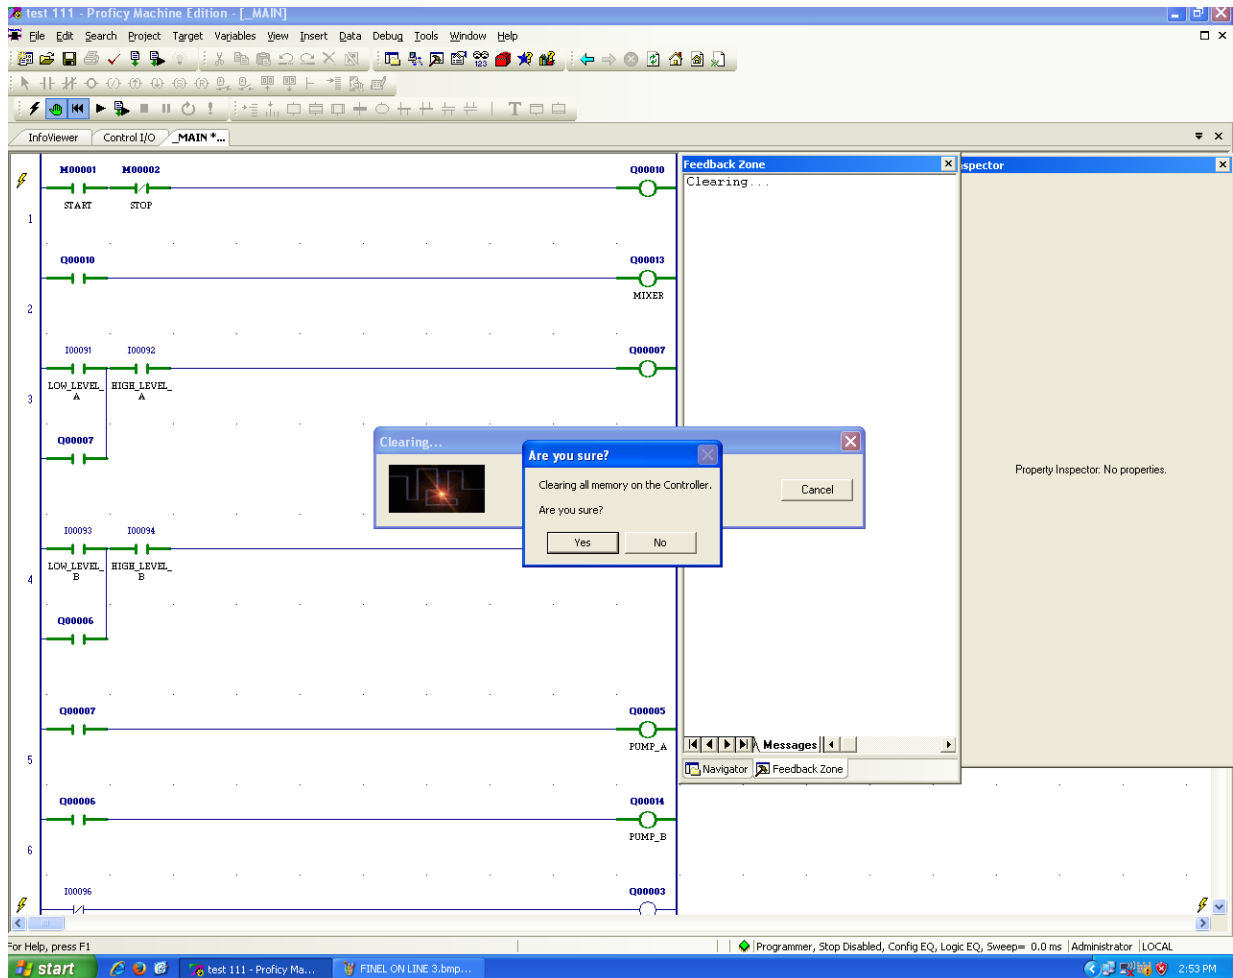 test 111 - Proficy Machine Edition - [_MAIN]
File Edit Search Project Target Variables View Insert Data Debug Tools Window Help
InfoViewer Control I/O _MAIN *...
Feedback Zone
spector
Clearing...
M00001 M00002 Q00010
START STOP
1
Q00010 Q00013
MIXER
2
I00091 I00092 Q00007
LOW_LEVEL_A HIGH_LEVEL_A
3
Q00007
Clearing...
Cancel
Are you sure?
Clearing all memory on the Controller.
Are you sure?
Yes No
Property Inspector: No properties.
I00093 I00094
LOW_LEVEL_B HIGH_LEVEL_B
4
Q00006
Q00007 Q00005
PUMP_A
5
Messages
Navigator Feedback Zone
Q00006 Q00014
PUMP_B
6
I00096 Q00003
For Help, press F1
Programmer, Stop Disabled, Config EQ, Logic EQ, Sweep= 0.0 ms Administrator LOCAL
start test 111 - Proficy Ma... FINEL ON LINE 3.bmp... 2:53 PM